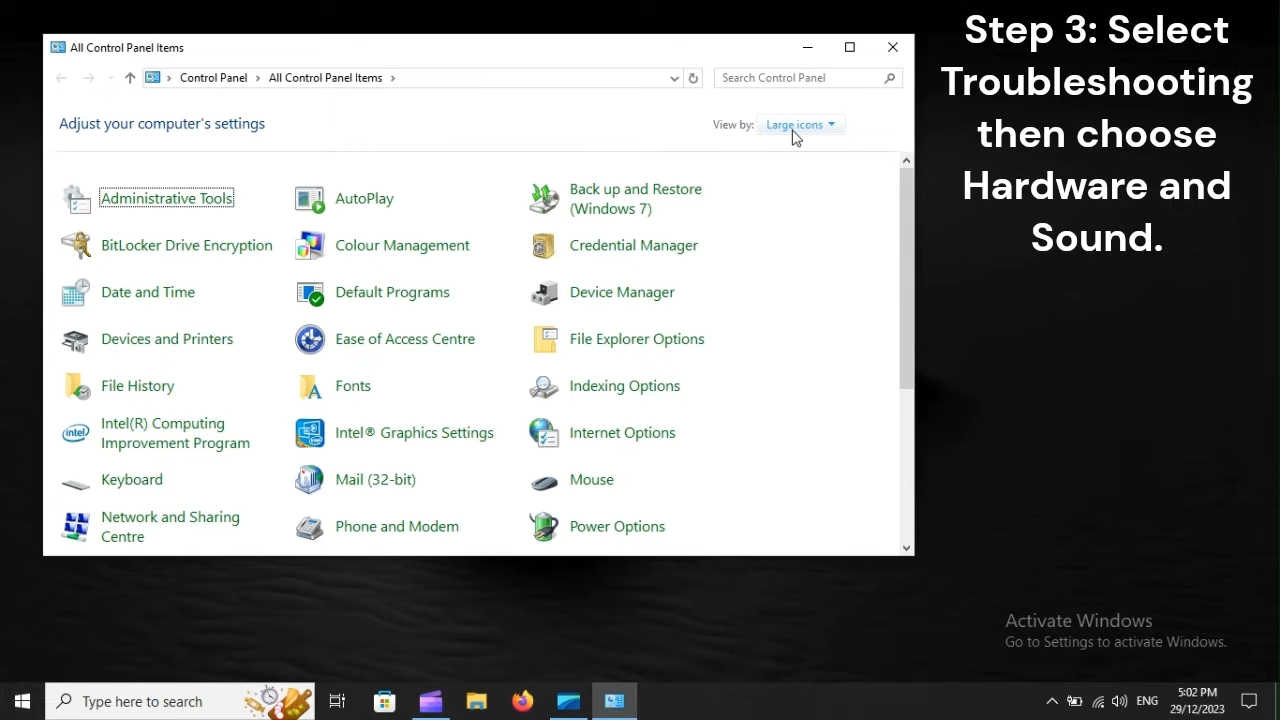 All Control Panel Items
Control Panel > All Control Panel Items >
Search Control Panel
Adjust your computer's settings
View by: Large icons
Administrative Tools
AutoPlay
Back up and Restore
(Windows 7)
BitLocker Drive Encryption
Colour Management
Credential Manager
Date and Time
Default Programs
Device Manager
Devices and Printers
Ease of Access Centre
File Explorer Options
File History
Fonts
Indexing Options
Intel(R) Computing
Improvement Program
Intel® Graphics Settings
Internet Options
Keyboard
Mail (32-bit)
Mouse
Network and Sharing
Centre
Phone and Modem
Power Options
Step 3: Select
Troubleshooting
then choose
Hardware and
Sound.
Activate Windows
Go to Settings to activate Windows.
Type here to search
ENG
5:02 PM
29/12/2023